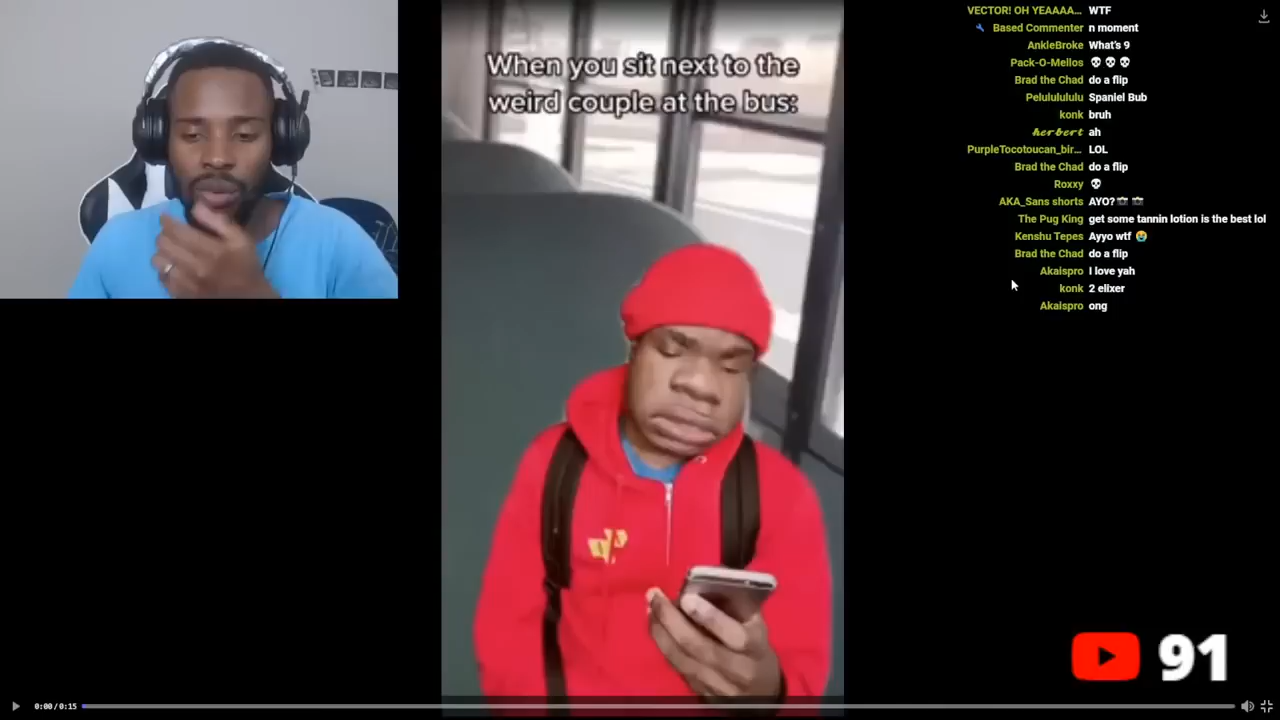 When you sit next to the
weird couple at the bus:
VECTOR! OH YEAAAA... WTF
Based Commenter n moment
AnkleBroke What's 9
Pack-O-Mellos 💀💀💀
Brad the Chad do a flip
Pelulululu Spaniel Bub
konk bruh
𝓱𝓮𝓻𝓫𝓮𝓻𝓽 ah
PurpleTocotoucan_bir... LOL
Brad the Chad do a flip
Roxxy 💀
AKA_Sans shorts AYO?📸 📸
The Pug King get some tannin lotion is the best lol
Kenshu Tepes Ayyo wtf 😭
Brad the Chad do a flip
Akaispro I love yah
konk 2 elixer
Akaispro ong
91
0:00 / 0:15